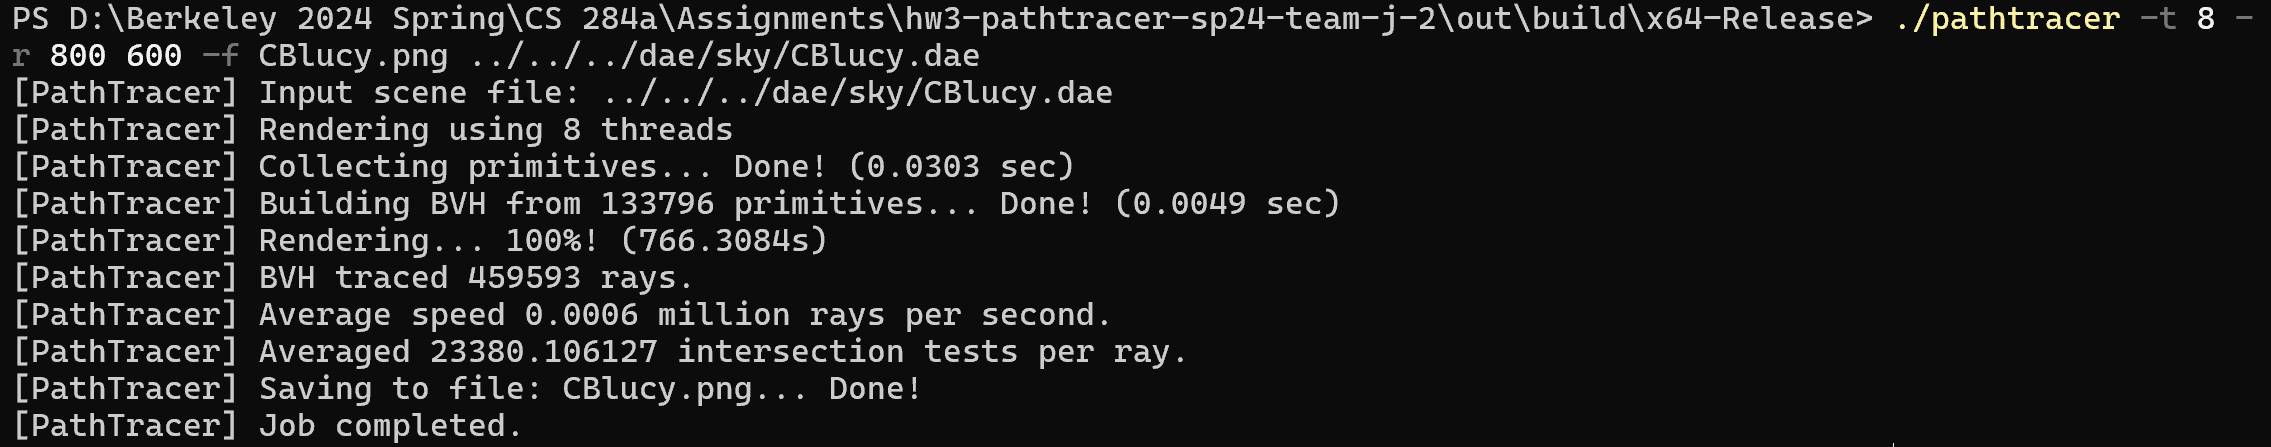 PS D:\Berkeley 2024 Spring\CS 284a\Assignments\hw3-pathtracer-sp24-team-j-2\out\build\x64-Release> ./pathtracer -t 8 -
r 800 600 -f CBlucy.png ../../../dae/sky/CBlucy.dae
[PathTracer] Input scene file: ../../../dae/sky/CBlucy.dae
[PathTracer] Rendering using 8 threads
[PathTracer] Collecting primitives... Done! (0.0303 sec)
[PathTracer] Building BVH from 133796 primitives... Done! (0.0049 sec)
[PathTracer] Rendering... 100%! (766.3084s)
[PathTracer] BVH traced 459593 rays.
[PathTracer] Average speed 0.0006 million rays per second.
[PathTracer] Averaged 23380.106127 intersection tests per ray.
[PathTracer] Saving to file: CBlucy.png... Done!
[PathTracer] Job completed.